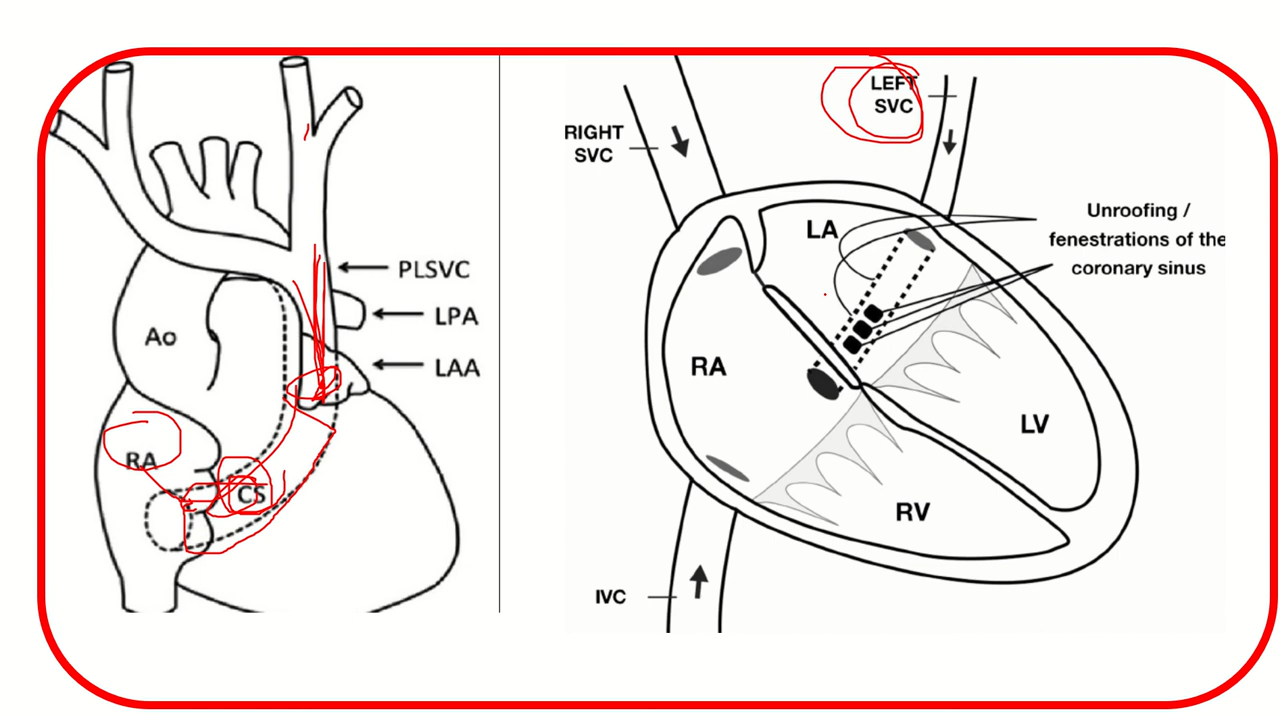 PLSVC
LPA
Ao
LAA
RA
CS
LEFT
SVC
RIGHT
SVC
LA
Unroofing /
fenestrations of the
coronary sinus
RA
LV
RV
IVC